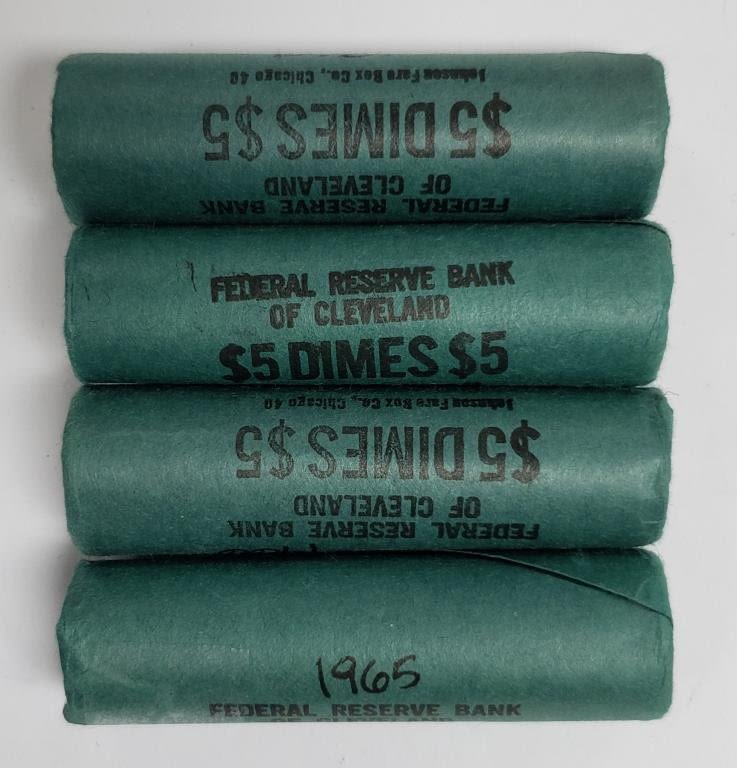 Johnson Fare Box Co., Chicago 40
$5 DIMES $5
OF CLEVELAND
FEDERAL RESERVE BANK
FEDERAL RESERVE BANK
OF CLEVELAND
$5 DIMES $5
Johnson Fare Box Co., Chicago 40
$5 DIMES $5
OF CLEVELAND
FEDERAL RESERVE BANK
1965
FEDERAL RESERVE BANK
OF CLEVELAND